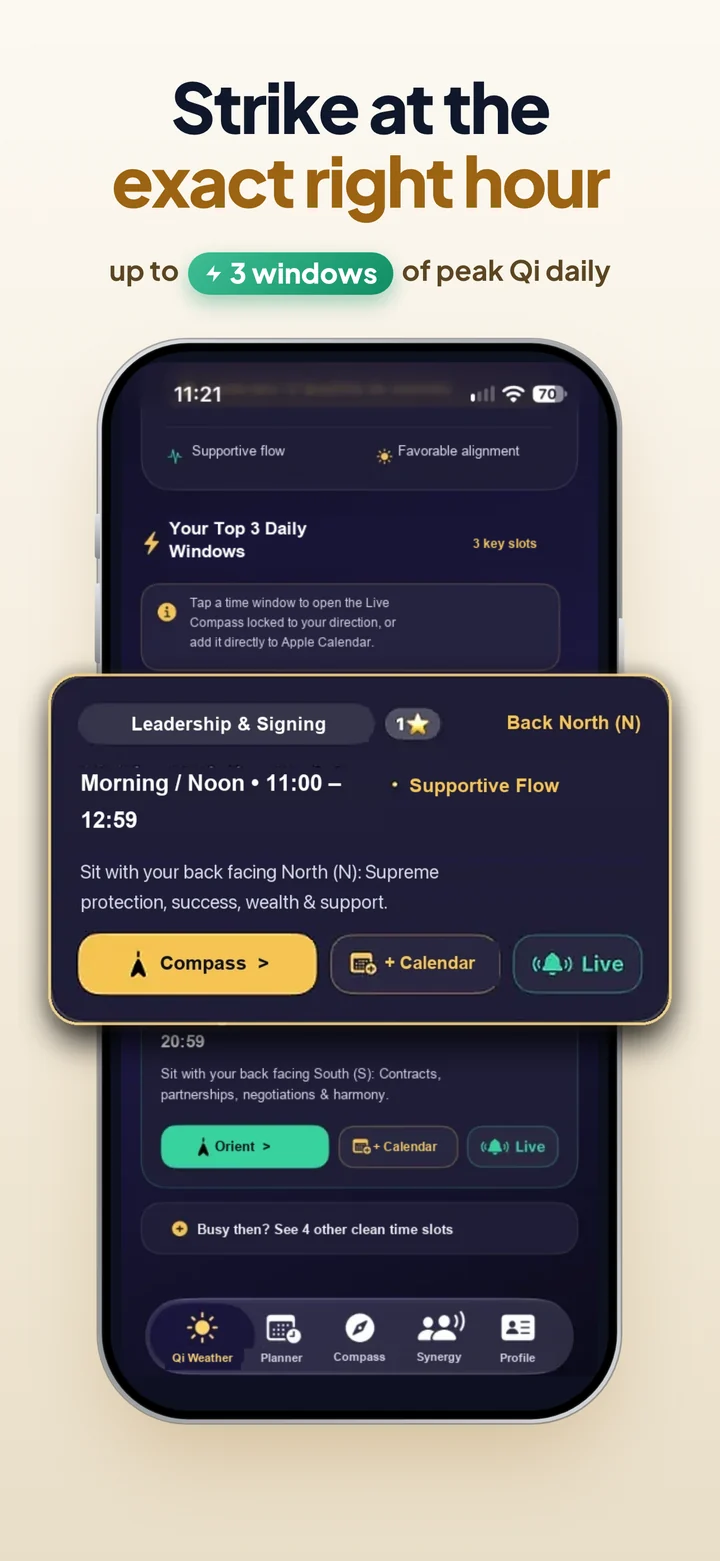 Strike at the
exact right hour
up to 3 windows of peak Qi daily
11:21
70
Supportive flow
Favorable alignment
Your Top 3 Daily
Windows
3 key slots
Tap a time window to open the Live
Compass locked to your direction, or
add it directly to Apple Calendar.
Leadership & Signing
1⭐
Back North (N)
Morning / Noon • 11:00 –
12:59
• Supportive Flow
Sit with your back facing North (N): Supreme
protection, success, wealth & support.
Compass >
+ Calendar
Live
20:59
Sit with your back facing South (S): Contracts,
partnerships, negotiations & harmony.
Orient >
+ Calendar
Live
Busy then? See 4 other clean time slots
Qi Weather
Planner
Compass
Synergy
Profile